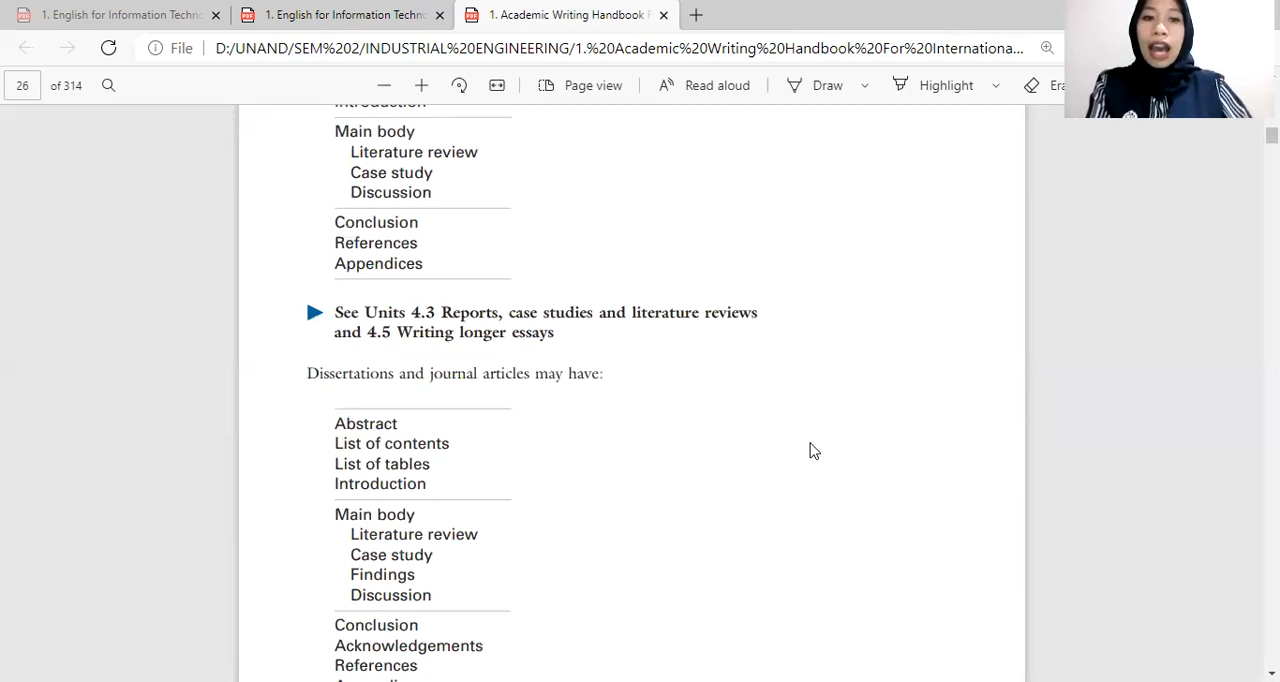 1. English for Information Techno
1. English for Information Techno
1. Academic Writing Handbook F
File
D:/UNAND/SEM%202/INDUSTRIAL%20ENGINEERING/1.%20Academic%20Writing%20Handbook%20For%20Internationa...
26
of 314
Page view
Read aloud
Draw
Highlight
Era
Introduction
Main body
Literature review
Case study
Discussion
Conclusion
References
Appendices
See Units 4.3 Reports, case studies and literature reviews
and 4.5 Writing longer essays
Dissertations and journal articles may have:
Abstract
List of contents
List of tables
Introduction
Main body
Literature review
Case study
Findings
Discussion
Conclusion
Acknowledgements
References